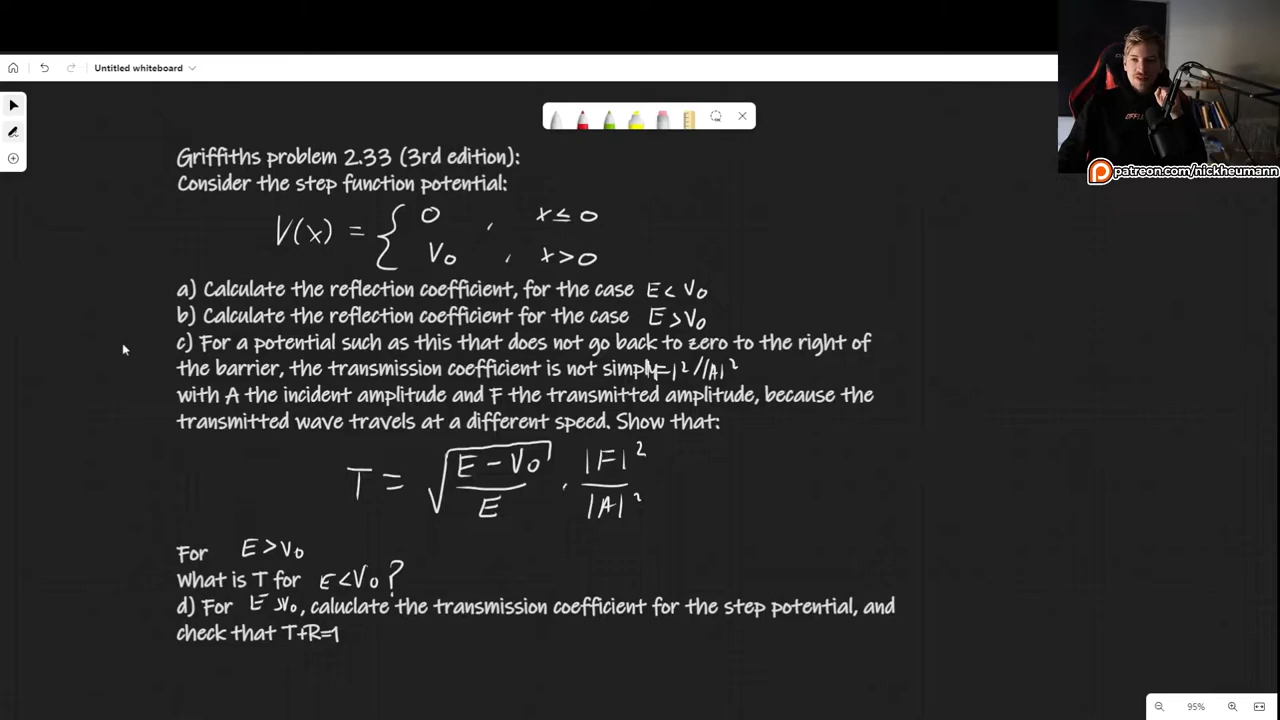 Untitled whiteboard
patreon.com/nickheumann
Griffiths problem 2.33 (3rd edition):
Consider the step function potential:
V(x) = { 0 , x ≤ 0
V0 , x > 0
a) Calculate the reflection coefficient, for the case E < V0
b) Calculate the reflection coefficient for the case E > V0
c) For a potential such as this that does not go back to zero to the right of
the barrier, the transmission coefficient is not simply |F|²/|A|²
with A the incident amplitude and F the transmitted amplitude, because the
transmitted wave travels at a different speed. Show that:
T = √((E - V0)/E) · |F|²/|A|²
For E > V0
What is T for E < V0 ?
d) For E > V0, caluclate the transmission coefficient for the step potential, and
check that T+R=1
95%